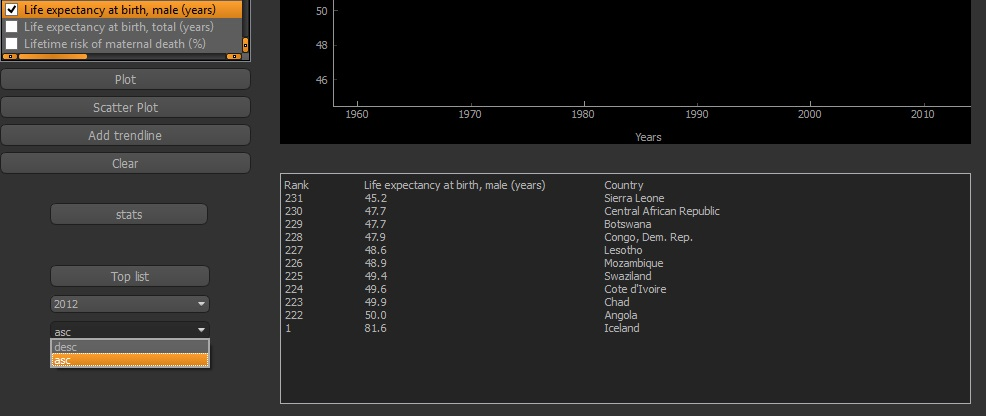 Life expectancy at birth, male (years)
Life expectancy at birth, total (years)
Lifetime risk of maternal death (%)
Plot
Scatter Plot
Add trendline
Clear
stats
Top list
2012
asc
desc
asc
50
48
46
1960 1970 1980 1990 2000 2010
Years
Rank Life expectancy at birth, male (years) Country
231 45.2 Sierra Leone
230 47.7 Central African Republic
229 47.7 Botswana
228 47.9 Congo, Dem. Rep.
227 48.6 Lesotho
226 48.9 Mozambique
225 49.4 Swaziland
224 49.6 Cote d'Ivoire
223 49.9 Chad
222 50.0 Angola
1 81.6 Iceland